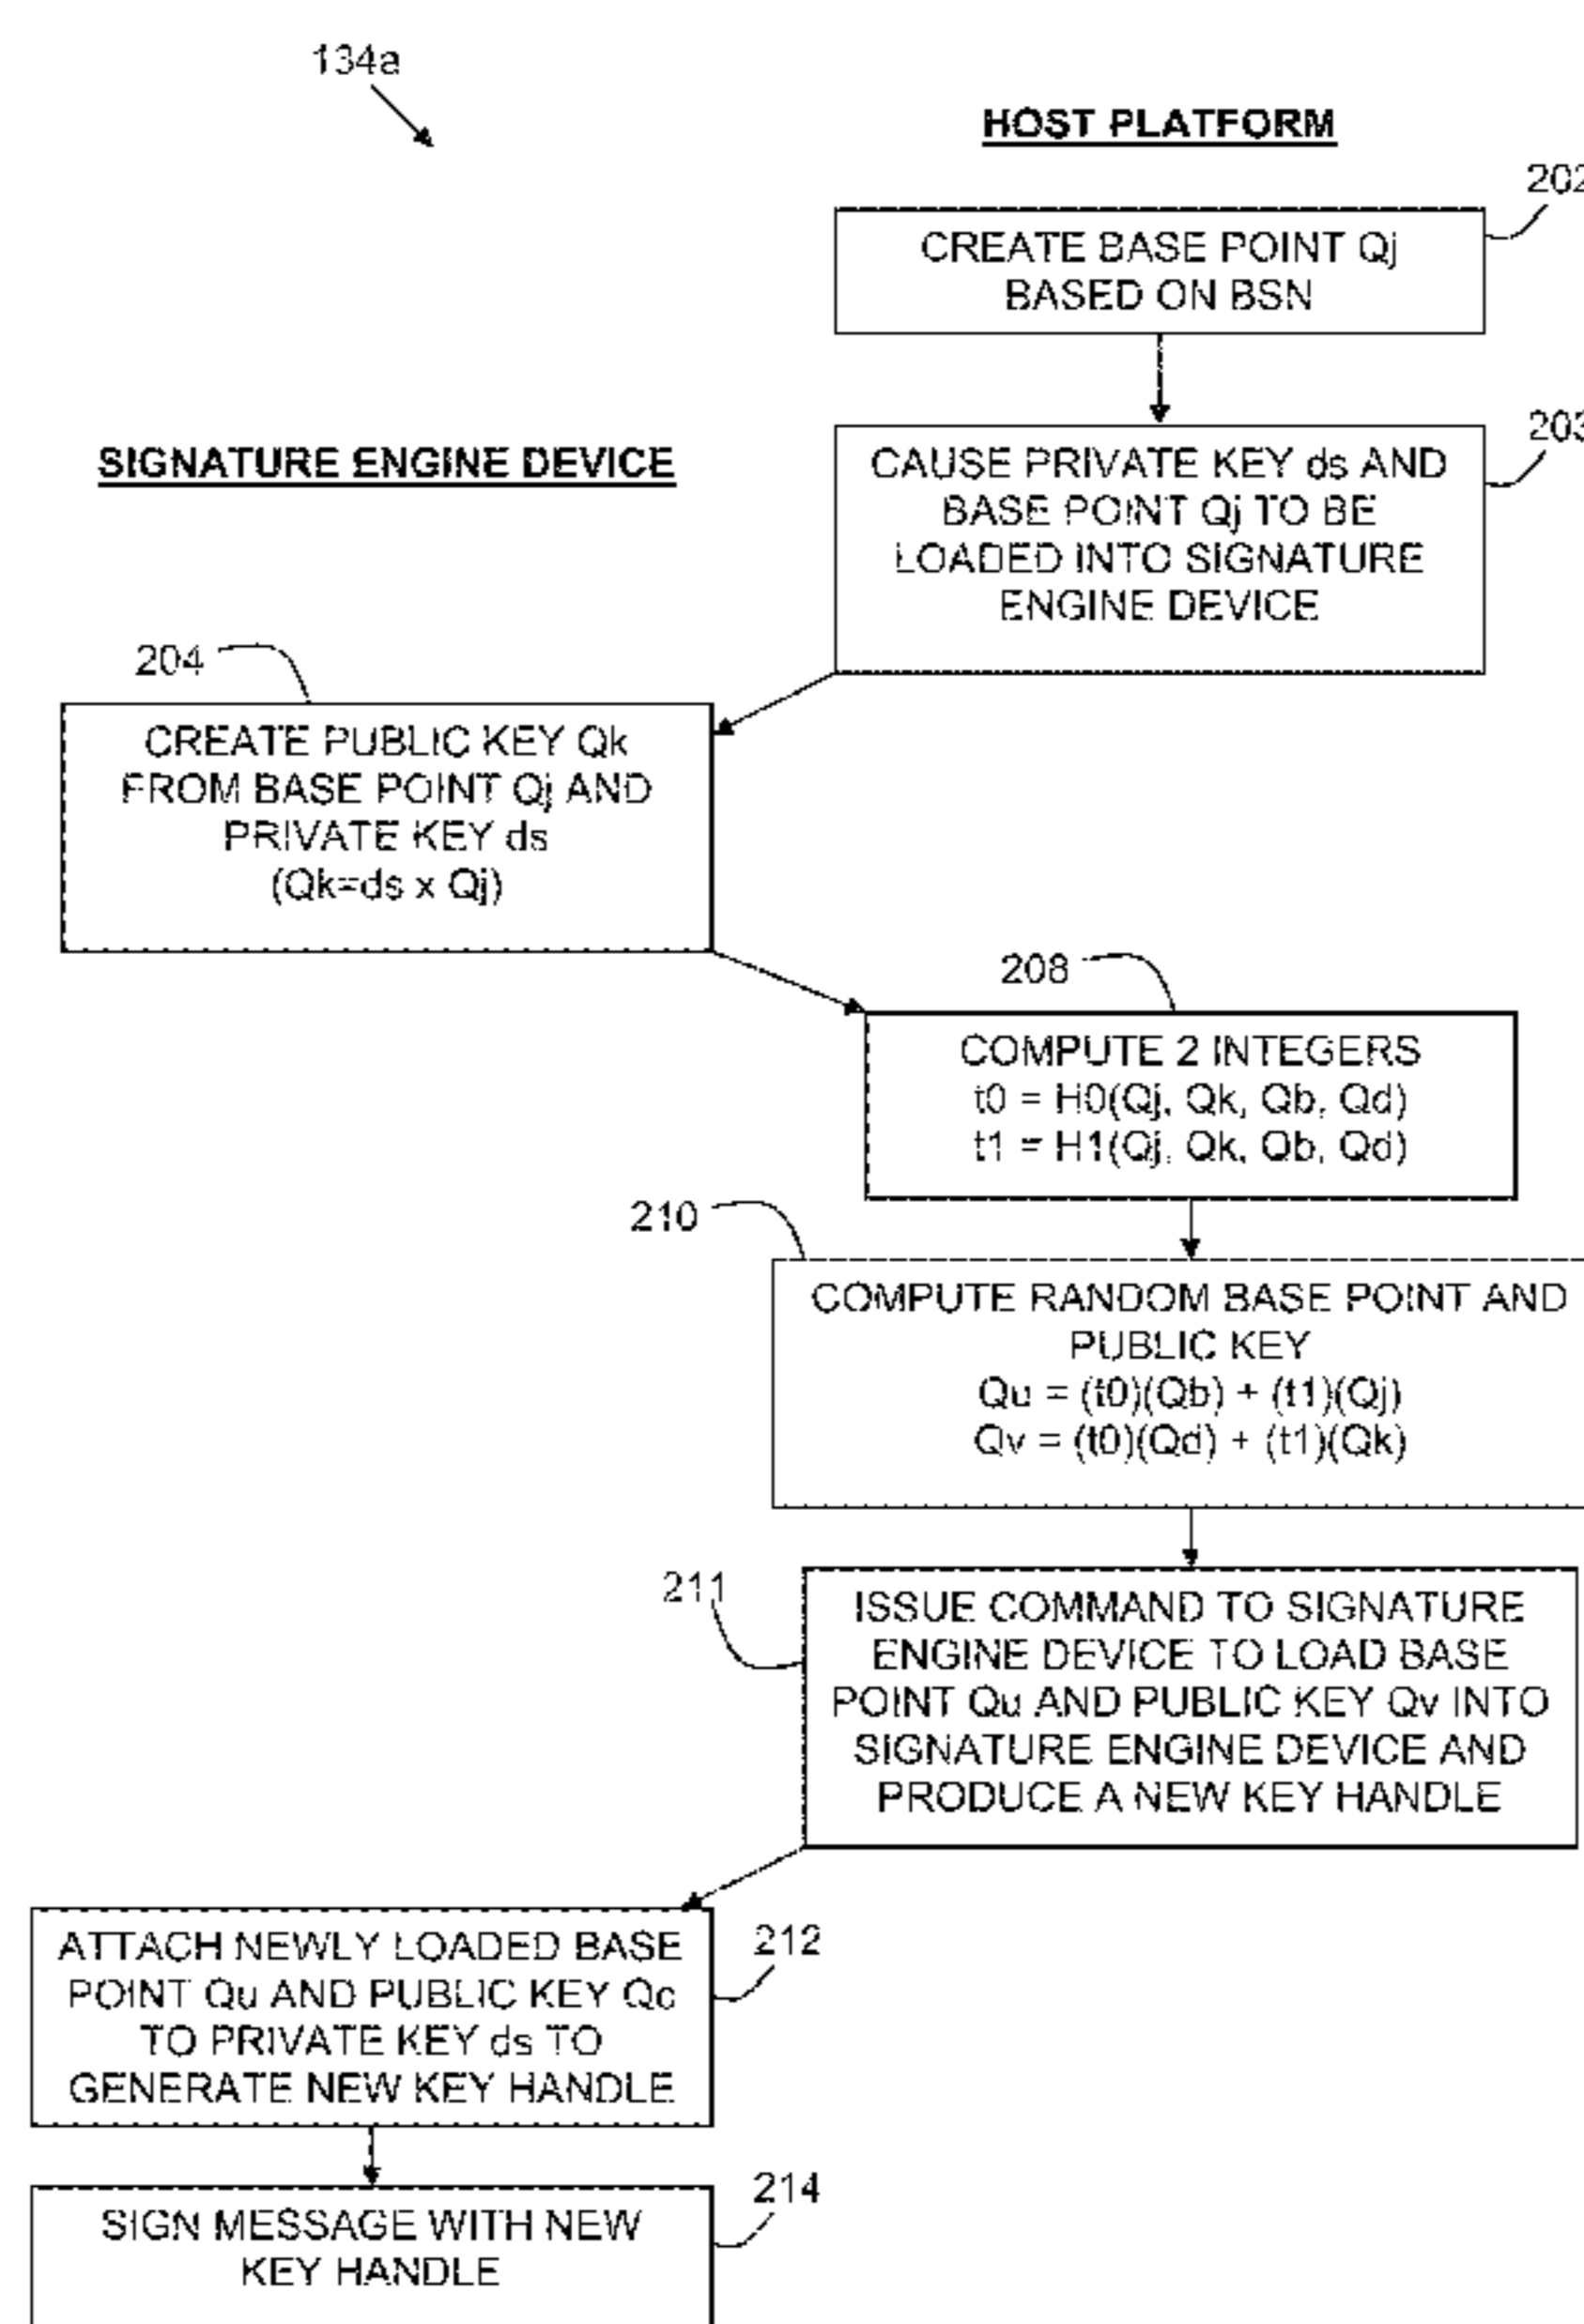 134a
HOST PLATFORM
202
CREATE BASE POINT Qj
BASED ON BSN
203
SIGNATURE ENGINE DEVICE
CAUSE PRIVATE KEY ds AND
BASE POINT Qj TO BE
LOADED INTO SIGNATURE
ENGINE DEVICE
204
CREATE PUBLIC KEY Qk
FROM BASE POINT Qj AND
PRIVATE KEY ds
(Qk=ds x Qj)
208
COMPUTE 2 INTEGERS
t0 = H0(Qj, Qk, Qb, Qd)
t1 = H1(Qj, Qk, Qb, Qd)
210
COMPUTE RANDOM BASE POINT AND
PUBLIC KEY
Qu = (t0)(Qb) + (t1)(Qj)
Qv = (t0)(Qd) + (t1)(Qk)
211
ISSUE COMMAND TO SIGNATURE
ENGINE DEVICE TO LOAD BASE
POINT Qu AND PUBLIC KEY Qv INTO
SIGNATURE ENGINE DEVICE AND
PRODUCE A NEW KEY HANDLE
212
ATTACH NEWLY LOADED BASE
POINT Qu AND PUBLIC KEY Qc
TO PRIVATE KEY ds TO
GENERATE NEW KEY HANDLE
214
SIGN MESSAGE WITH NEW
KEY HANDLE